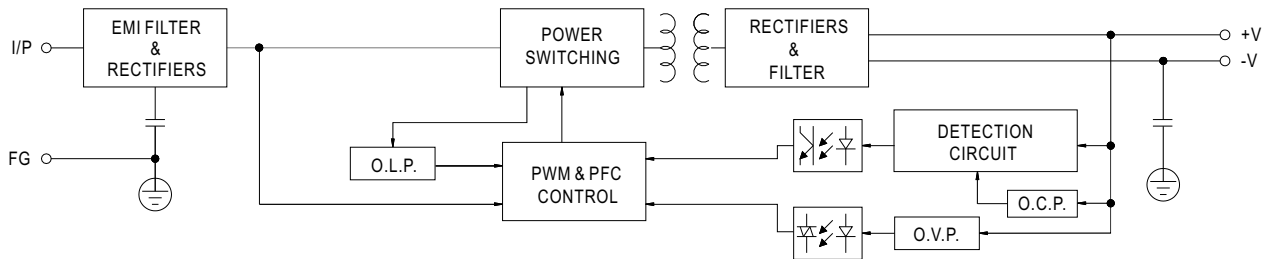 I/P
EMI FILTER
&
RECTIFIERS
POWER
SWITCHING
RECTIFIERS
&
FILTER
+V
-V
FG
O.L.P.
PWM & PFC
CONTROL
DETECTION
CIRCUIT
O.C.P.
O.V.P.